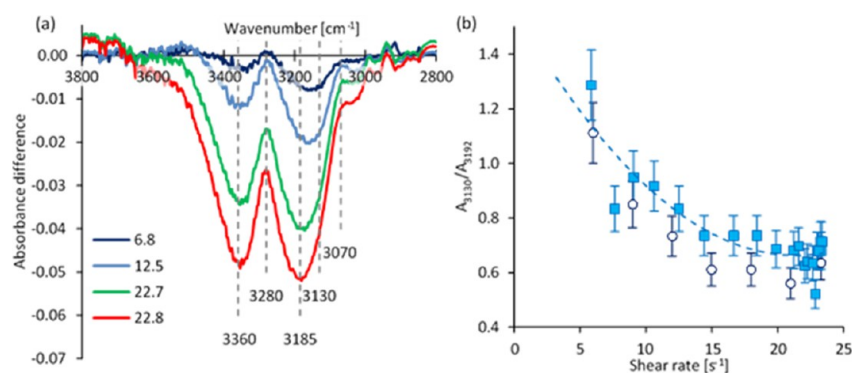 (a)
Wavenumber [cm-1]
0.00
3800 3600 3400 3200 3000 2800
-0.01
-0.02
-0.03
-0.04
-0.05
-0.06
-0.07
Absorbance difference
6.8
12.5
22.7
22.8
3070
3280 3130
3360 3185
(b)
1.4
1.2
1.0
0.8
0.6
0.4
A3130/A3192
0 5 10 15 20 25
Shear rate [s-1]